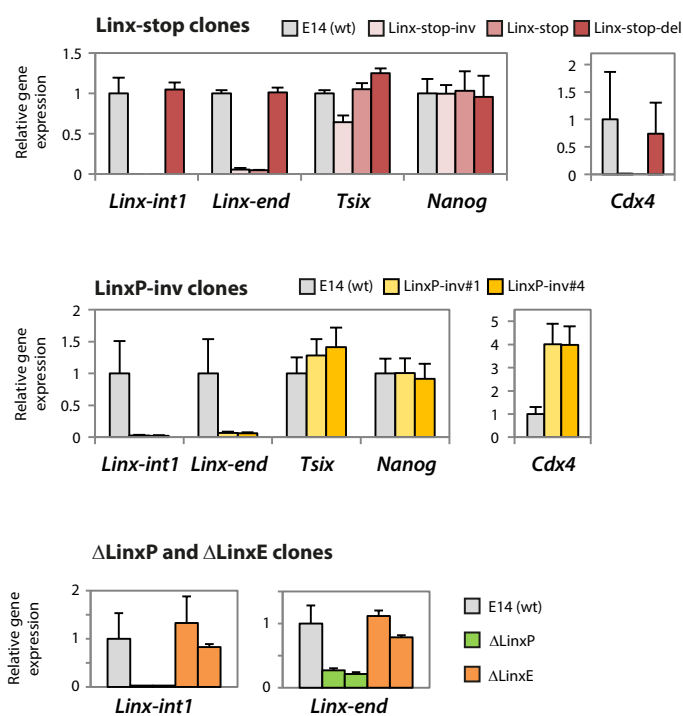 Linx-stop clones
E14 (wt) Linx-stop-inv Linx-stop Linx-stop-del
Relative gene
expression
1.5
1
0.5
0
Linx-int1 Linx-end Tsix Nanog
2
1.5
1
0.5
0
Cdx4
LinxP-inv clones
E14 (wt) LinxP-inv#1 LinxP-inv#4
Relative gene
expression
2
1.5
1
0.5
0
Linx-int1 Linx-end Tsix Nanog
5
4
3
2
1
0
Cdx4
∆LinxP and ∆LinxE clones
Relative gene
expression
2
1
0
Linx-int1
1
0
Linx-end
E14 (wt)
∆LinxP
∆LinxE